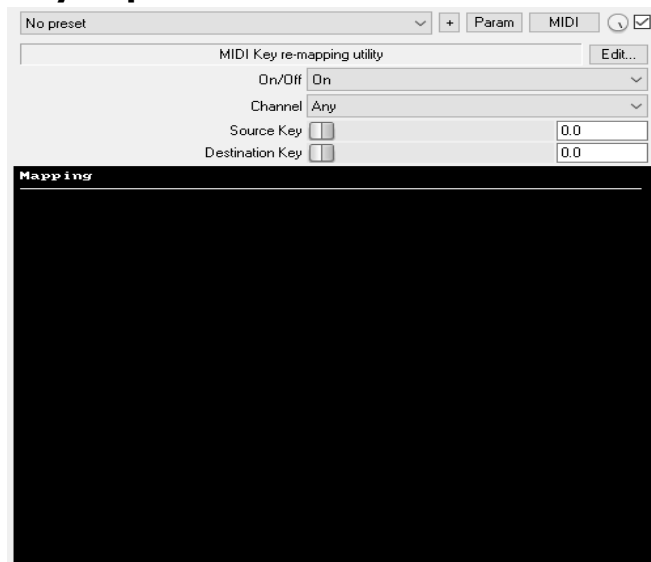 No preset + Param MIDI
MIDI Key re-mapping utility Edit...
On/Off On
Channel Any
Source Key 0.0
Destination Key 0.0
Mapping